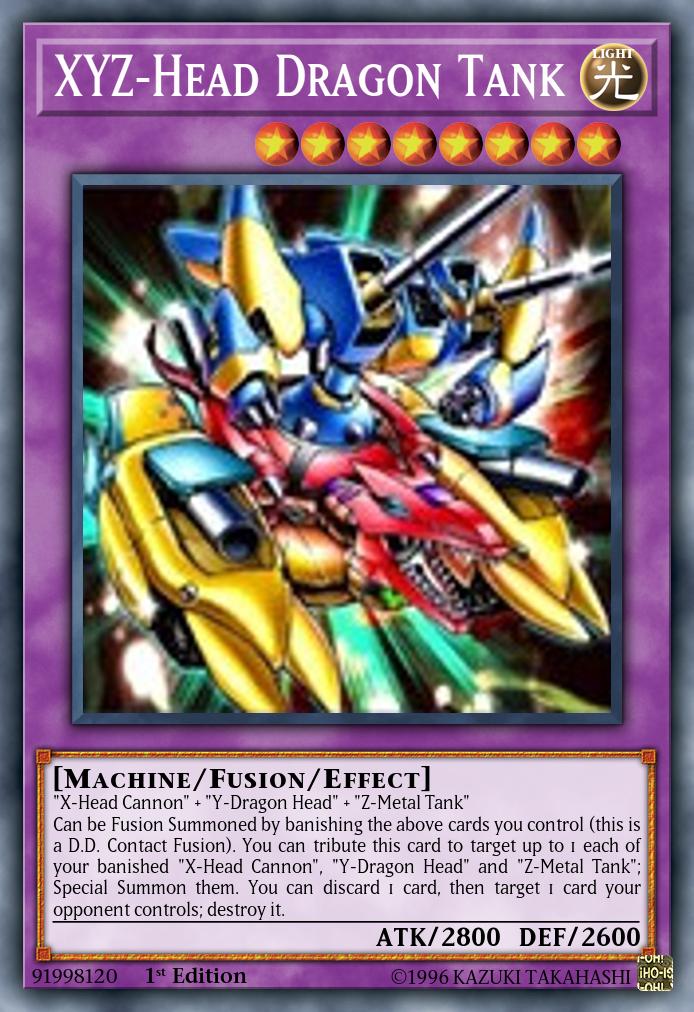 XYZ-Head Dragon Tank
LIGHT
光
[Machine/Fusion/Effect]
"X-Head Cannon" + "Y-Dragon Head" + "Z-Metal Tank"
Can be Fusion Summoned by banishing the above cards you control (this is
a D.D. Contact Fusion). You can tribute this card to target up to 1 each of
your banished "X-Head Cannon", "Y-Dragon Head" and "Z-Metal Tank";
Special Summon them. You can discard 1 card, then target 1 card your
opponent controls; destroy it.
ATK/2800 DEF/2600
91998120 1st Edition ©1996 KAZUKI TAKAHASHI